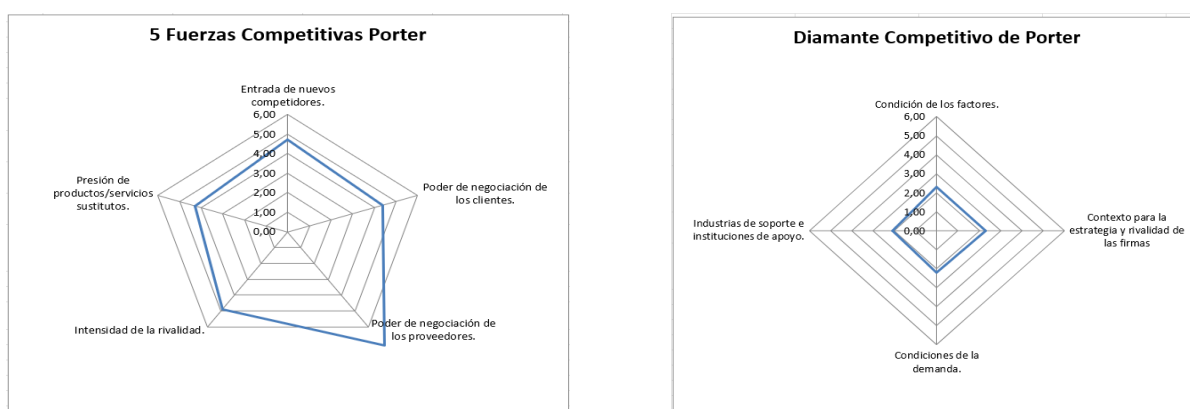 5 Fuerzas Competitivas Porter
Entrada de nuevos
competidores.
6,00
5,00
4,00
3,00
2,00
1,00
0,00
Poder de negociación de
los clientes.
Poder de negociación de
los proveedores.
Intensidad de la rivalidad.
Presión de
productos/servicios
sustitutos.
Diamante Competitivo de Porter
Condición de los factores.
6,00
5,00
4,00
3,00
2,00
1,00
0,00
Contexto para la
estrategia y rivalidad de
las firmas
Condiciones de la
demanda.
Industrias de soporte e
instituciones de apoyo.